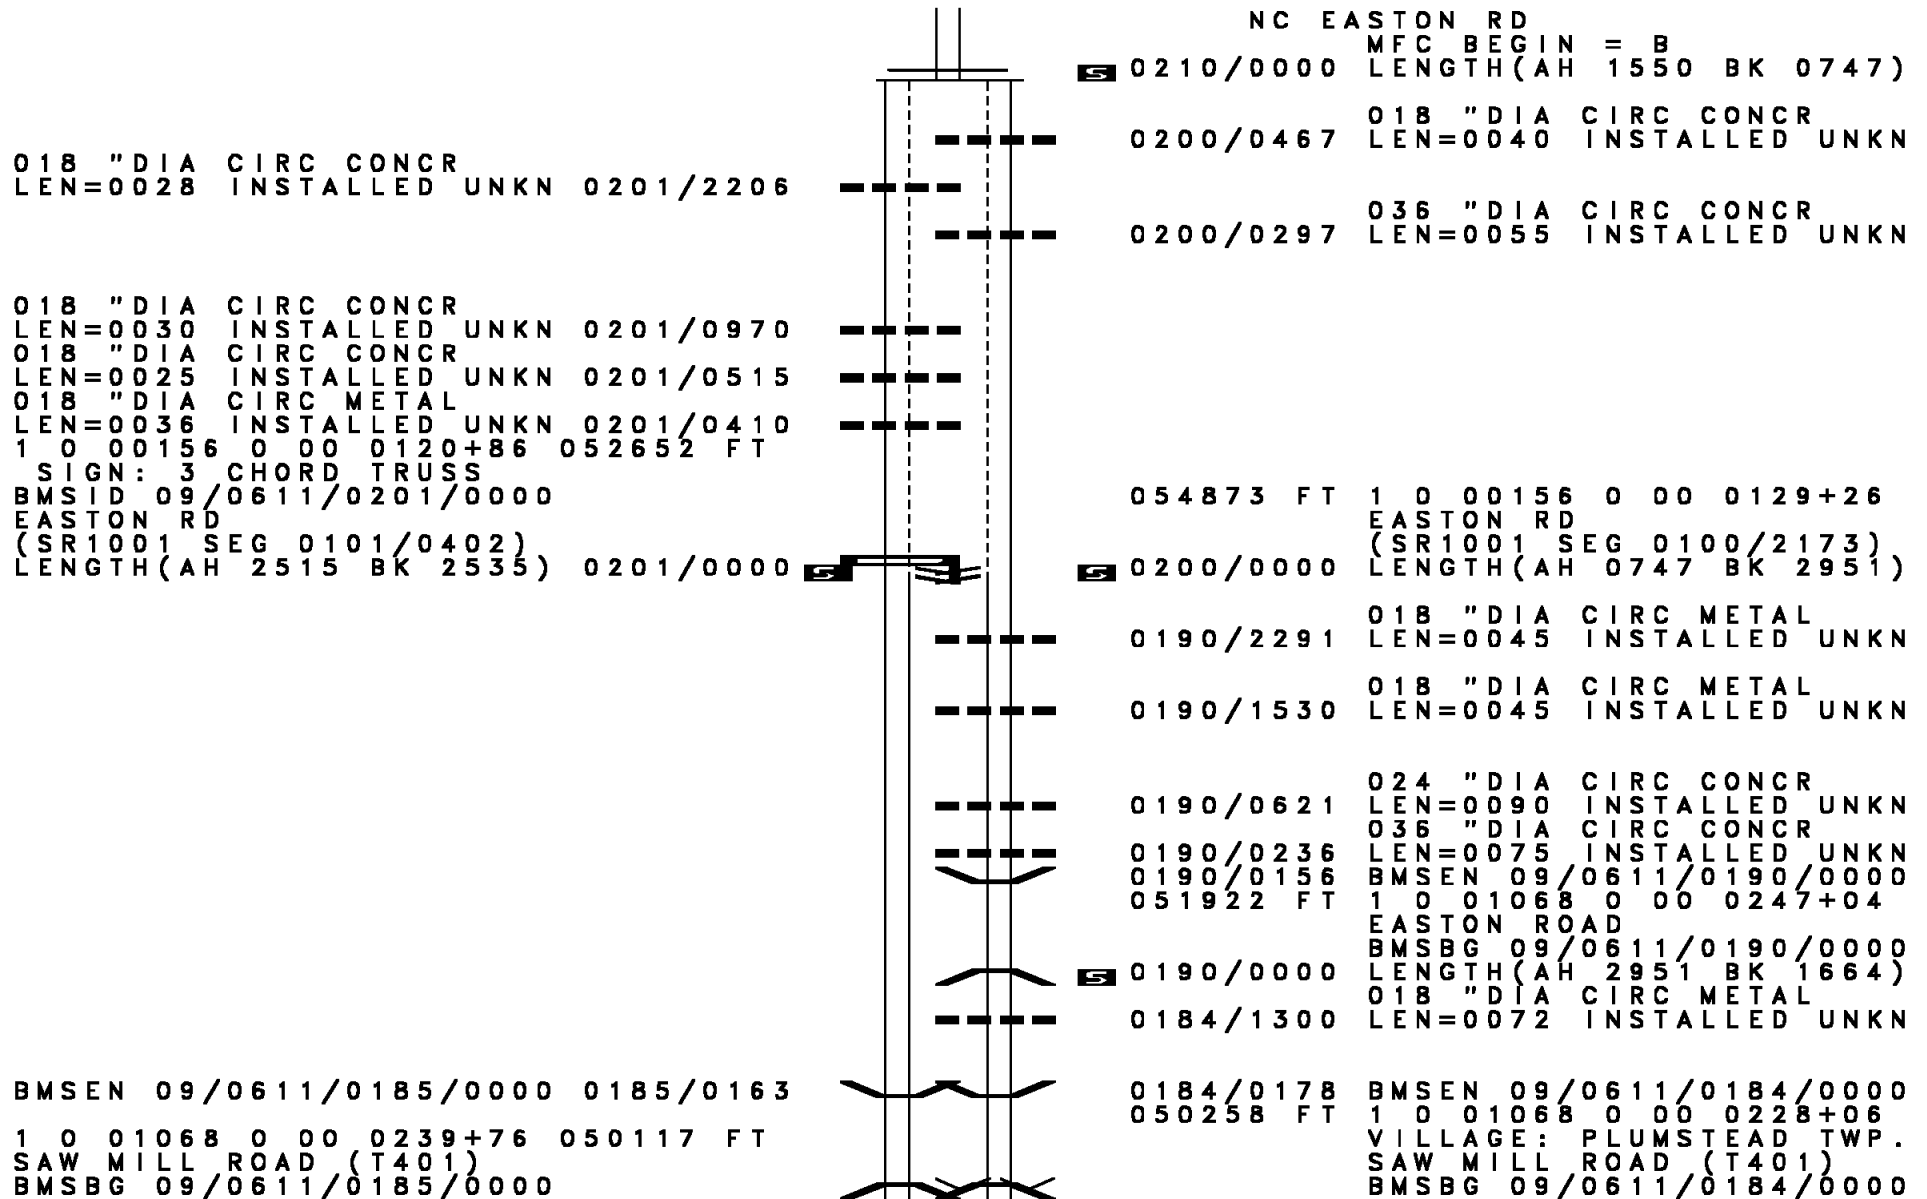 NC EASTON RD
MFC BEGIN = B
S 0210/0000 LENGTH(AH 1550 BK 0747)
018 "DIA CIRC CONCR
0200/0467 LEN=0040 INSTALLED UNKN
018 "DIA CIRC CONCR
LEN=0028 INSTALLED UNKN 0201/2206
036 "DIA CIRC CONCR
0200/0297 LEN=0055 INSTALLED UNKN
018 "DIA CIRC CONCR
LEN=0030 INSTALLED UNKN 0201/0970
018 "DIA CIRC CONCR
LEN=0025 INSTALLED UNKN 0201/0515
018 "DIA CIRC METAL
LEN=0036 INSTALLED UNKN 0201/0410
1 0 00156 0 00 0120+86 052652 FT
SIGN: 3 CHORD TRUSS
BMSID 09/0611/0201/0000
EASTON RD
(SR1001 SEG 0101/0402)
LENGTH(AH 2515 BK 2535) 0201/0000 S
054873 FT 1 0 00156 0 00 0129+26
EASTON RD
(SR1001 SEG 0100/2173)
S 0200/0000 LENGTH(AH 0747 BK 2951)
018 "DIA CIRC METAL
0190/2291 LEN=0045 INSTALLED UNKN
018 "DIA CIRC METAL
0190/1530 LEN=0045 INSTALLED UNKN
024 "DIA CIRC CONCR
0190/0621 LEN=0090 INSTALLED UNKN
036 "DIA CIRC CONCR
0190/0236 LEN=0075 INSTALLED UNKN
0190/0156 BMSEN 09/0611/0190/0000
051922 FT 1 0 01068 0 00 0247+04
EASTON ROAD
BMSBG 09/0611/0190/0000
S 0190/0000 LENGTH(AH 2951 BK 1664)
018 "DIA CIRC METAL
0184/1300 LEN=0072 INSTALLED UNKN
BMSEN 09/0611/0185/0000 0185/0163
1 0 01068 0 00 0239+76 050117 FT
SAW MILL ROAD (T401)
BMSBG 09/0611/0185/0000
0184/0178 BMSEN 09/0611/0184/0000
050258 FT 1 0 01068 0 00 0228+06
VILLAGE: PLUMSTEAD TWP.
SAW MILL ROAD (T401)
BMSBG 09/0611/0184/0000